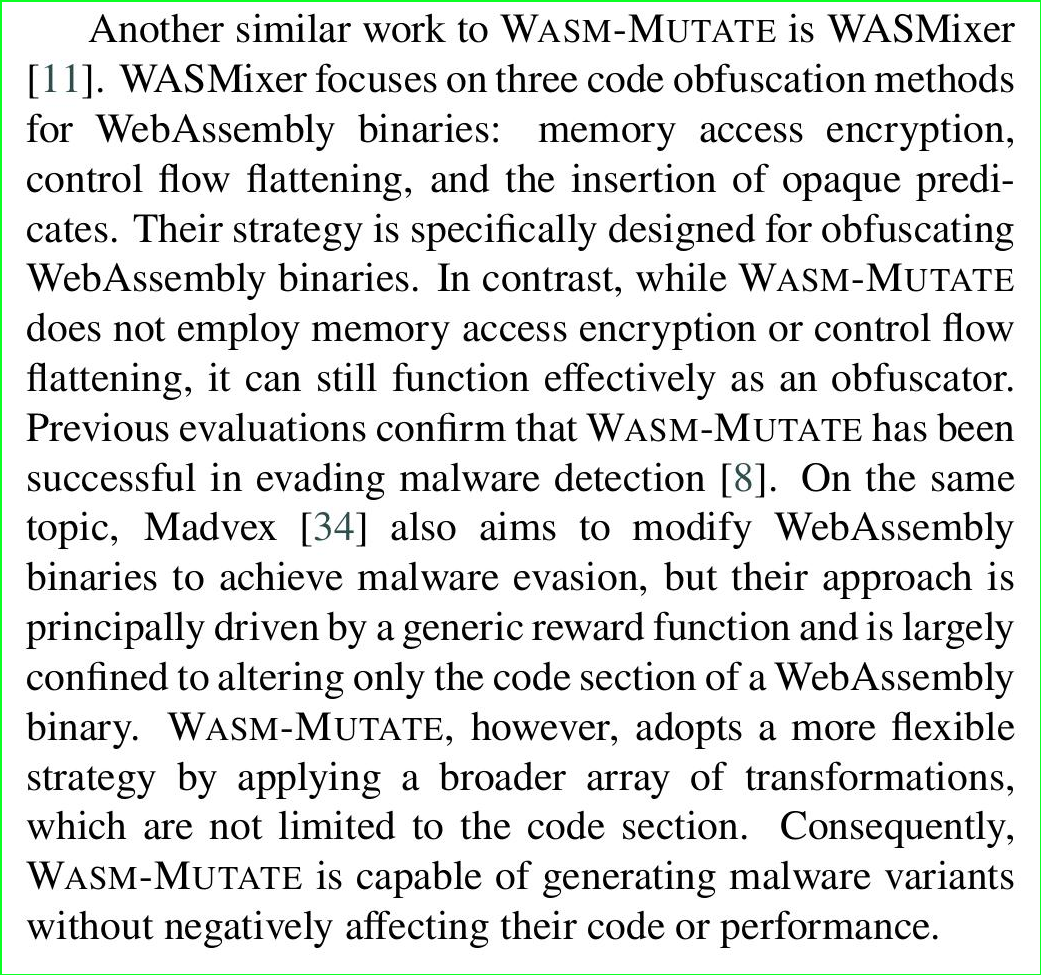 Another similar work to WASM-MUTATE is WASMixer
[11]. WASMixer focuses on three code obfuscation methods
for WebAssembly binaries: memory access encryption,
control flow flattening, and the insertion of opaque predi-
cates. Their strategy is specifically designed for obfuscating
WebAssembly binaries. In contrast, while WASM-MUTATE
does not employ memory access encryption or control flow
flattening, it can still function effectively as an obfuscator.
Previous evaluations confirm that WASM-MUTATE has been
successful in evading malware detection [8]. On the same
topic, Madvex [34] also aims to modify WebAssembly
binaries to achieve malware evasion, but their approach is
principally driven by a generic reward function and is largely
confined to altering only the code section of a WebAssembly
binary. WASM-MUTATE, however, adopts a more flexible
strategy by applying a broader array of transformations,
which are not limited to the code section. Consequently,
WASM-MUTATE is capable of generating malware variants
without negatively affecting their code or performance.